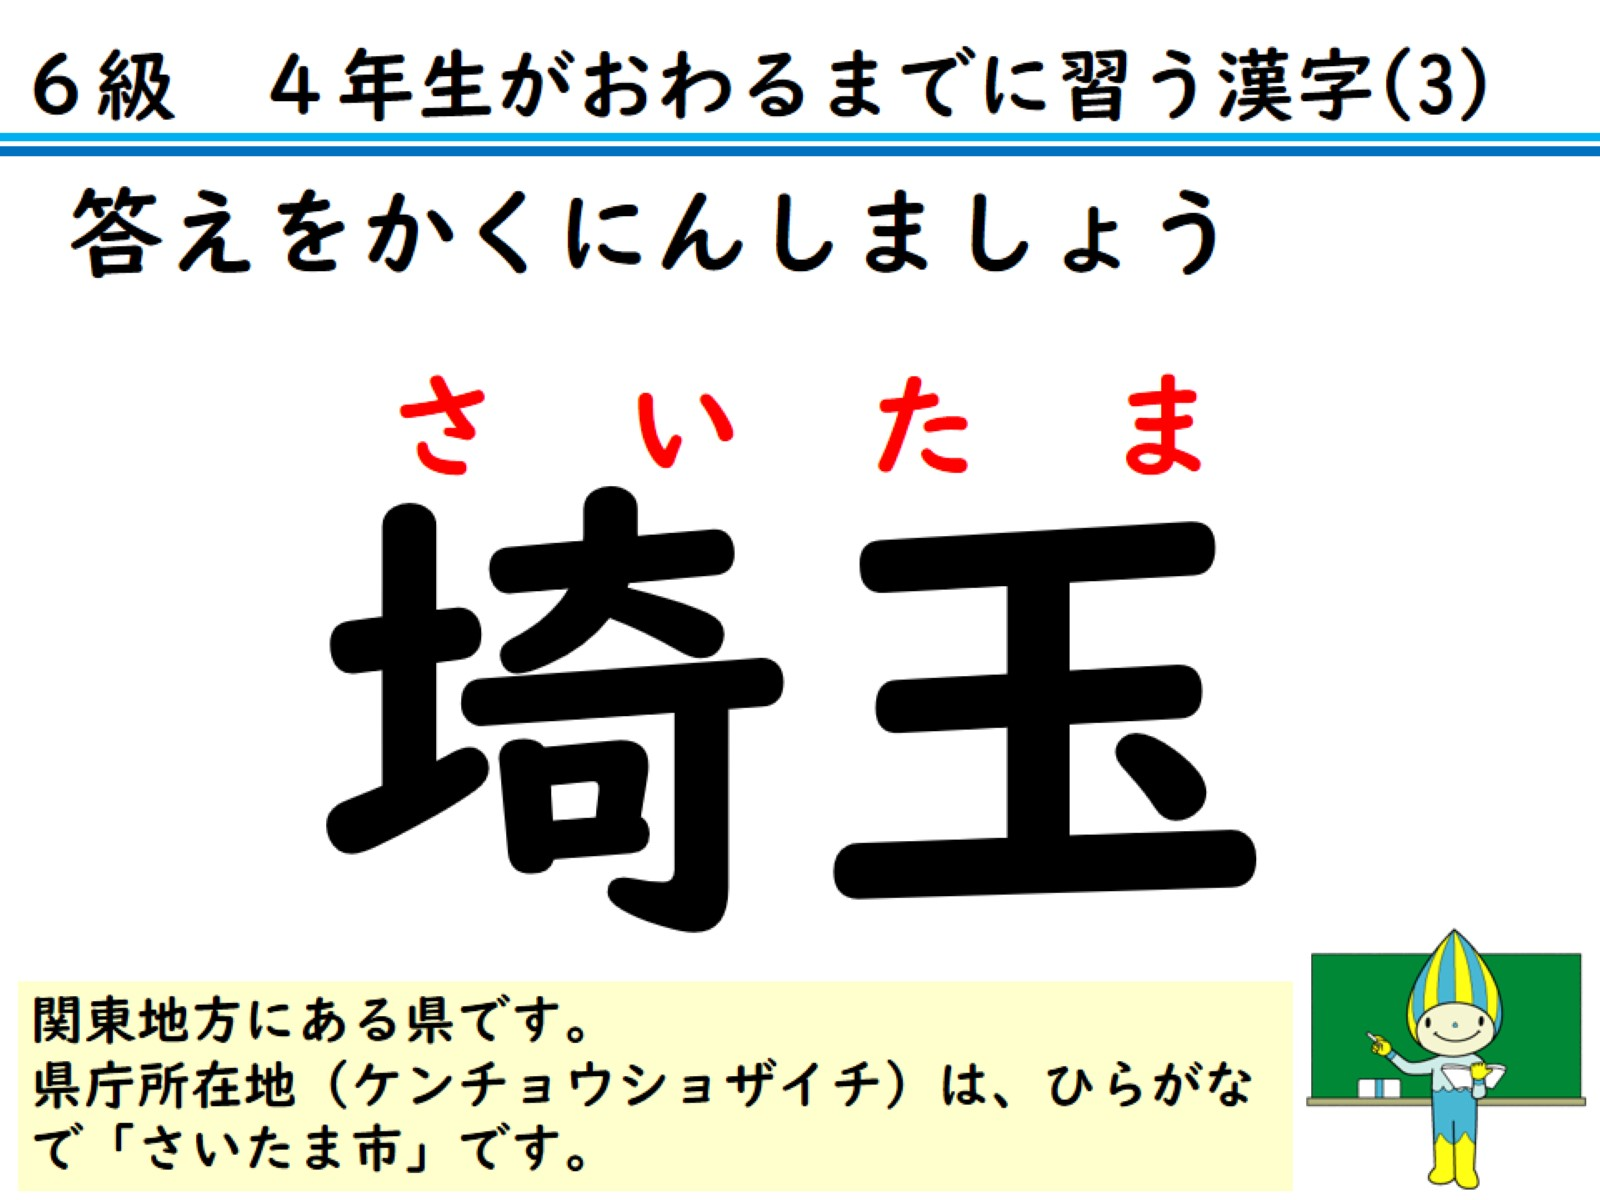 ６級　４年生がおわるまでに習う漢字(3)
答えをかくにんしましょう
さいたま
埼玉
関東地方にある県です。
県庁所在地（ケンチョウショザイチ）は、ひらがな
で「さいたま市」です。